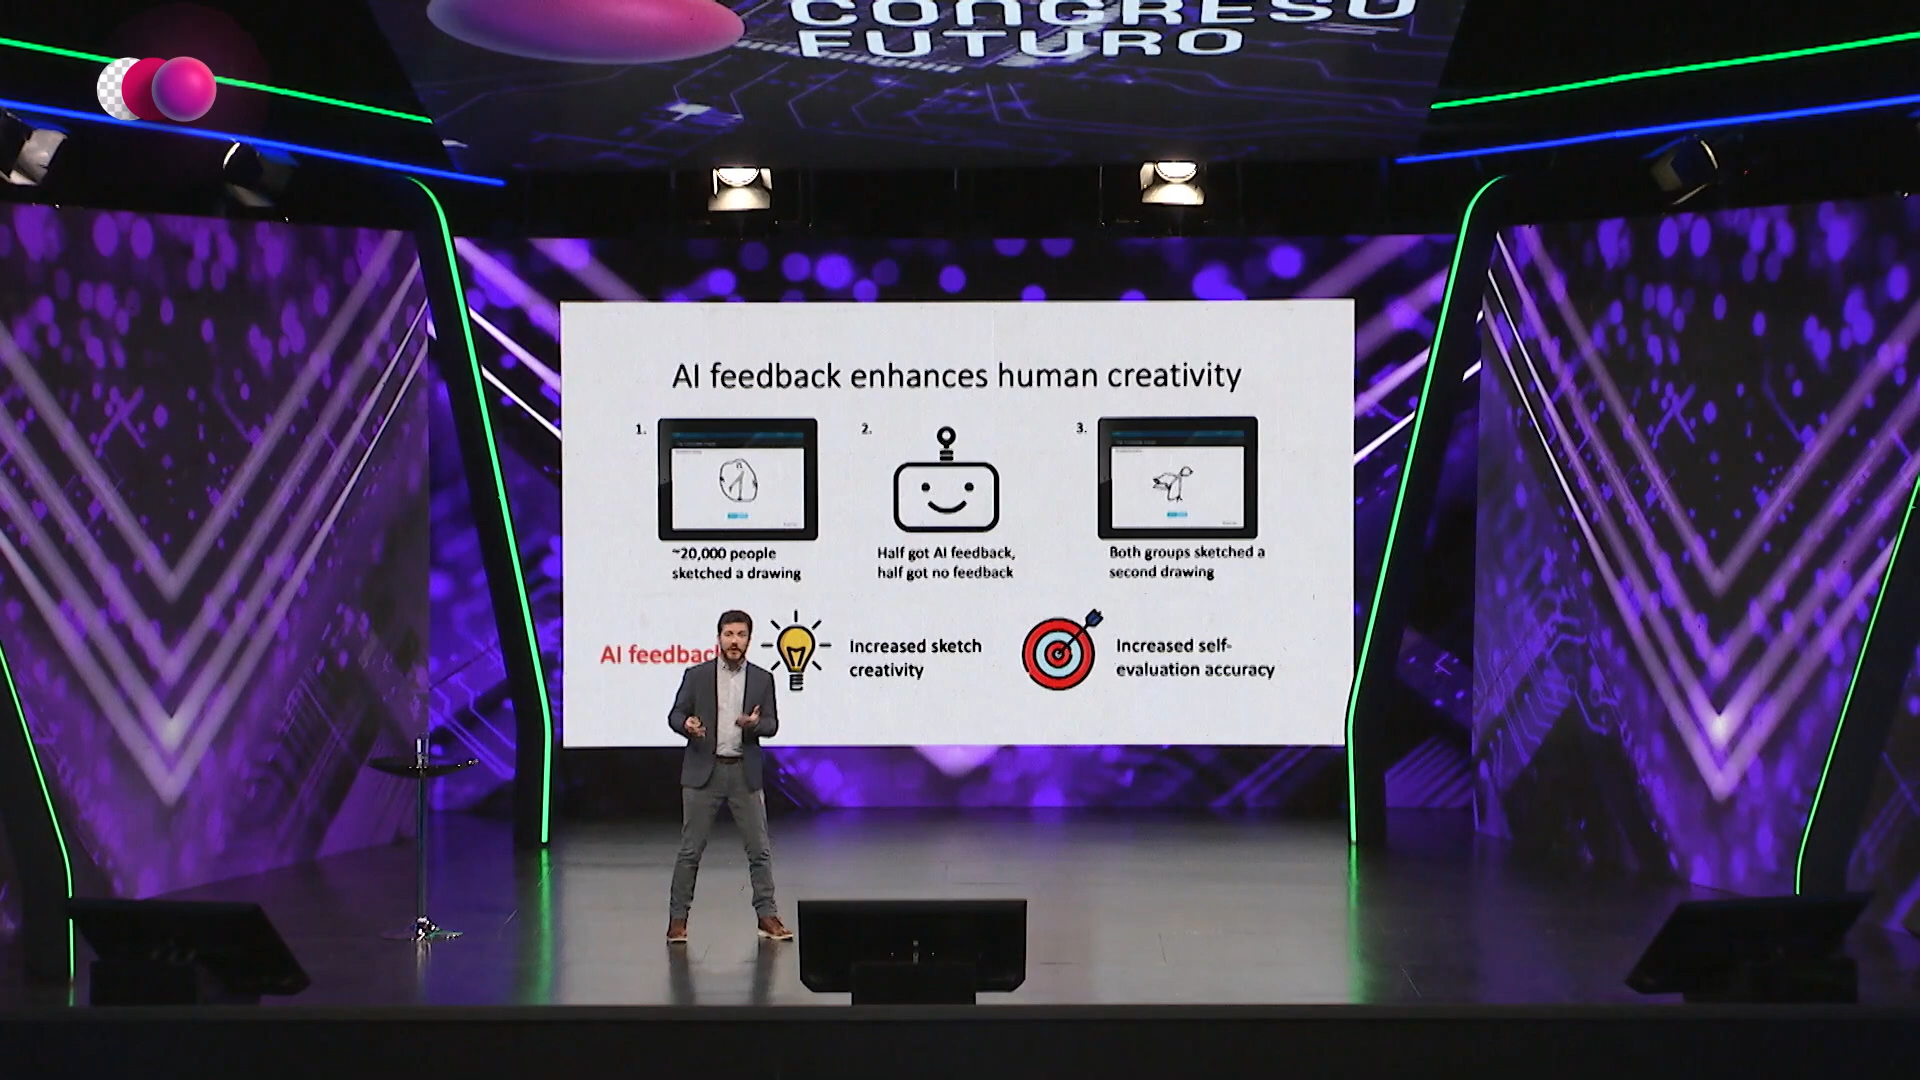 CONGRESO
FUTURO
AI feedback enhances human creativity
1.
2.
3.
~20,000 people
sketched a drawing
Half got AI feedback,
half got no feedback
Both groups sketched a
second drawing
AI feedback
Increased sketch
creativity
Increased self-
evaluation accuracy